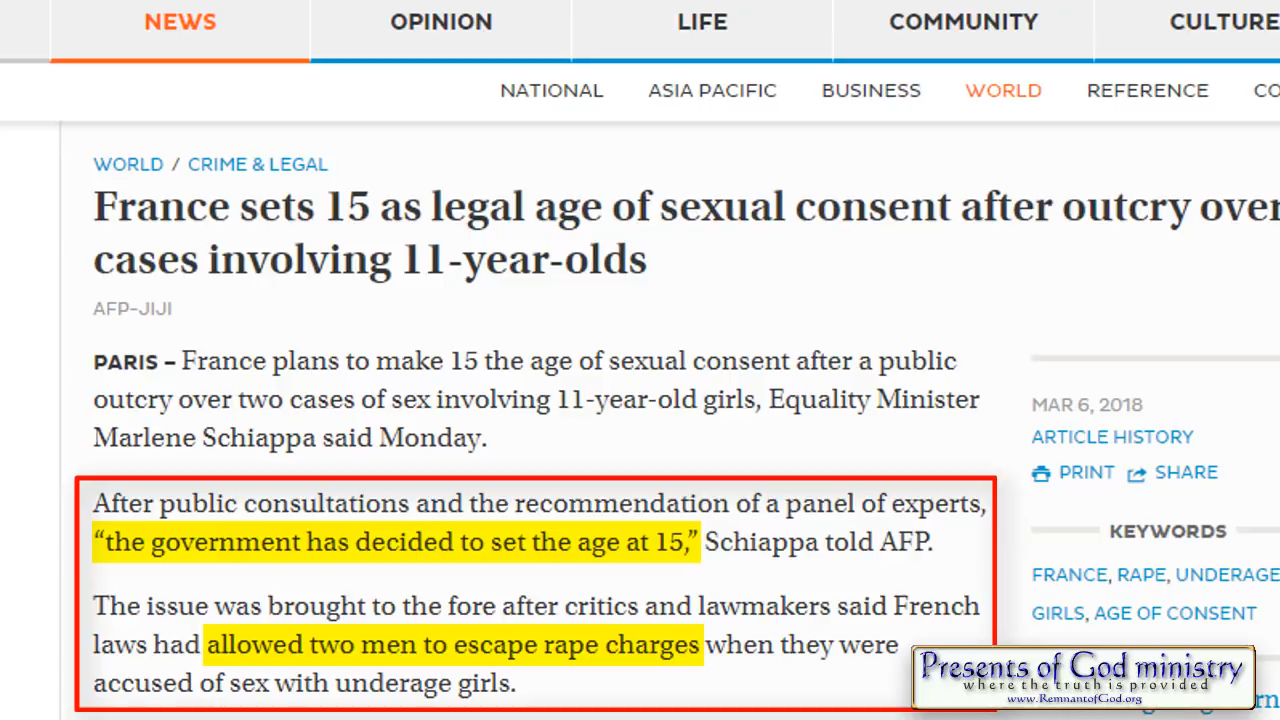 NEWS OPINION LIFE COMMUNITY CULTURE
NATIONAL ASIA PACIFIC BUSINESS WORLD REFERENCE
WORLD / CRIME & LEGAL
France sets 15 as legal age of sexual consent after outcry over
cases involving 11-year-olds
AFP-JIJI
PARIS – France plans to make 15 the age of sexual consent after a public
outcry over two cases of sex involving 11-year-old girls, Equality Minister
Marlene Schiappa said Monday.
After public consultations and the recommendation of a panel of experts,
“the government has decided to set the age at 15,” Schiappa told AFP.
The issue was brought to the fore after critics and lawmakers said French
laws had allowed two men to escape rape charges when they were
accused of sex with underage girls.
MAR 6, 2018
ARTICLE HISTORY
PRINT SHARE
KEYWORDS
FRANCE, RAPE, UNDERAGE
GIRLS, AGE OF CONSENT
Presents of God ministry
where the truth is provided
www.RemnantofGod.org